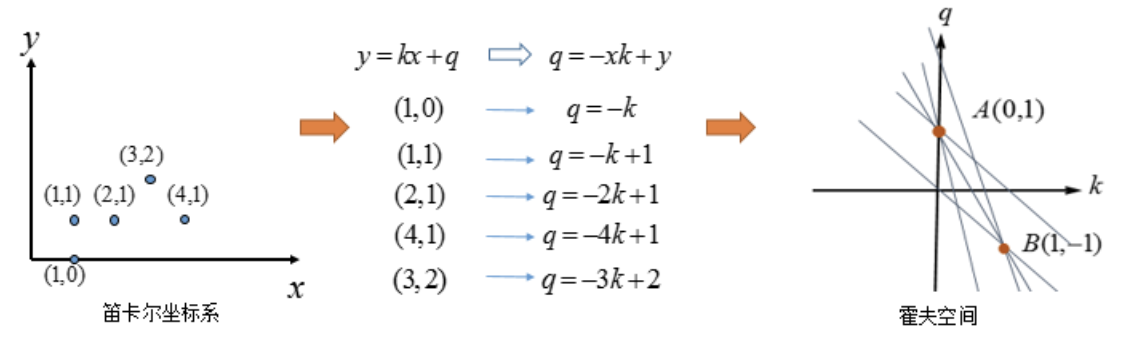 y
(3,2)
(1,1) (2,1) (4,1)
(1,0)
x
笛卡尔坐标系
y=kx+q q=-xk+y
(1,0) q=-k
(1,1) q=-k+1
(2,1) q=-2k+1
(4,1) q=-4k+1
(3,2) q=-3k+2
q
A(0,1)
k
B(1,-1)
霍夫空间